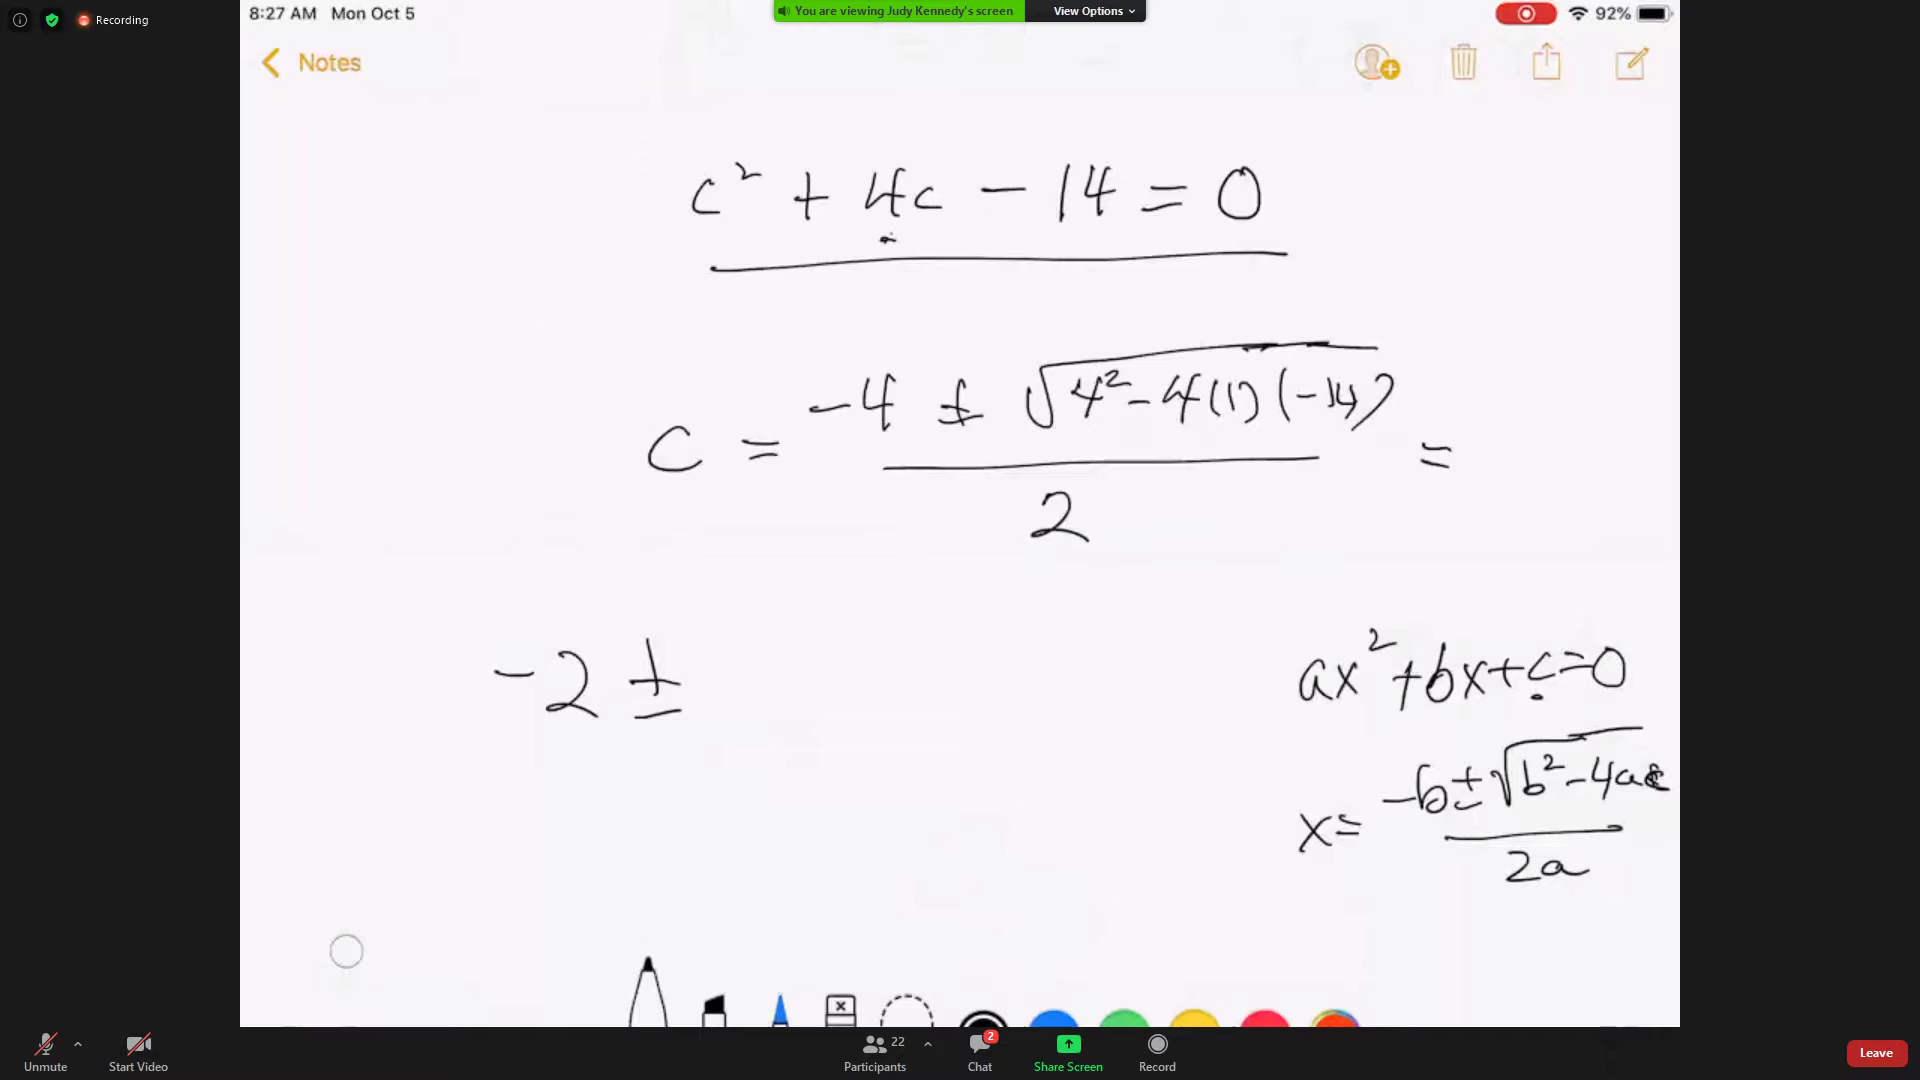 8:27 AM Mon Oct 5
Recording
You are viewing Judy Kennedy's screen
View Options
92%
Notes
c² + 4c - 14 = 0
c = (-4 ± √(4² - 4(1)(-14))) / 2 =
-2 ±
ax² + bx + c = 0
x = (-b ± √(b² - 4ac)) / 2a
Unmute
Start Video
22
Participants
2
Chat
Share Screen
Record
Leave